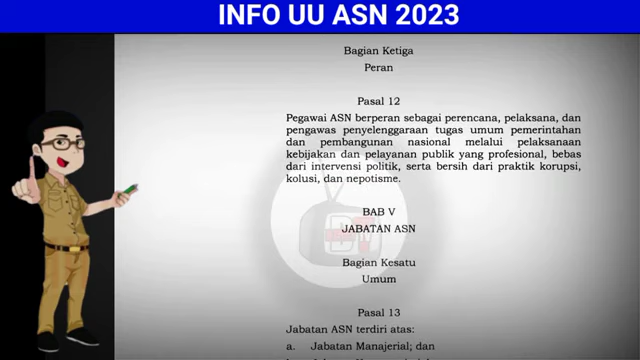 INFO UU ASN 2023
Bagian Ketiga
Peran
Pasal 12
Pegawai ASN berperan sebagai perencana, pelaksana, dan
pengawas penyelenggaraan tugas umum pemerintahan
dan pembangunan nasional melalui pelaksanaan
kebijakan dan pelayanan publik yang profesional, bebas
dari intervensi politik, serta bersih dari praktik korupsi,
kolusi, dan nepotisme.
BAB V
JABATAN ASN
Bagian Kesatu
Umum
Pasal 13
Jabatan ASN terdiri atas:
a. Jabatan Manajerial; dan